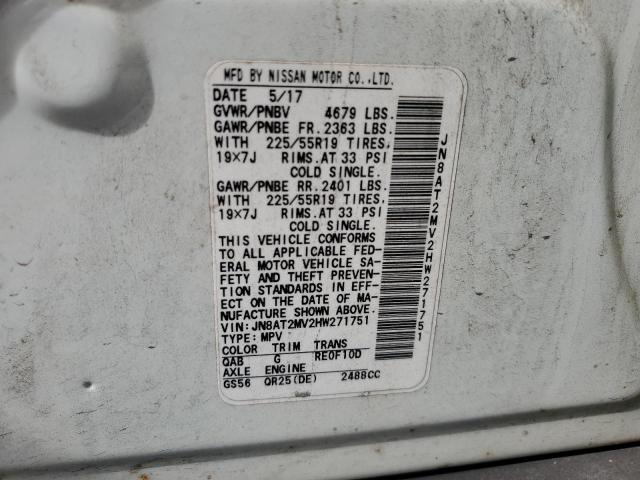 MFD BY NISSAN MOTOR CO.,LTD.
DATE 5/17
GVWR/PNBV 4679 LBS.
GAWR/PNBE FR. 2363 LBS.
WITH 225/55R19 TIRES,
19X7J RIMS. AT 33 PSI
COLD SINGLE.
GAWR/PNBE RR. 2401 LBS.
WITH 225/55R19 TIRES,
19X7J RIMS. AT 33 PSI
COLD SINGLE.
THIS VEHICLE CONFORMS
TO ALL APPLICABLE FED-
ERAL MOTOR VEHICLE SA-
FETY AND THEFT PREVEN-
TION STANDARDS IN EFF-
ECT ON THE DATE OF MA-
NUFACTURE SHOWN ABOVE.
VIN: JN8AT2MV2HW271751
TYPE: MPV
COLOR TRIM TRANS
QAB G RE0F10D
AXLE ENGINE
GS56 QR25(DE) 2488CC
JN8AT2MV2HW271751